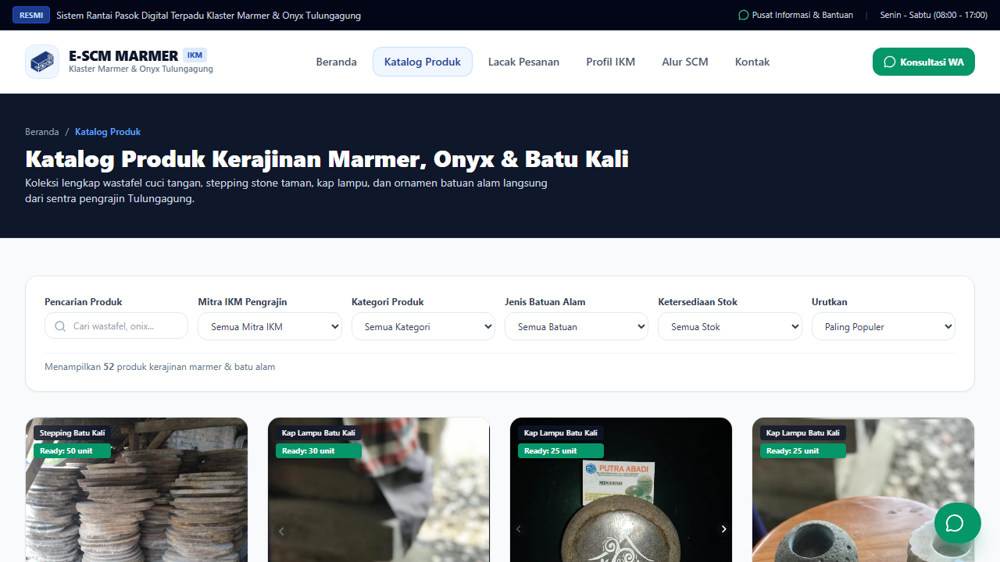 RESMI Sistem Rantai Pasok Digital Terpadu Klaster Marmer & Onyx Tulungagung
Pusat Informasi & Bantuan | Senin - Sabtu (08:00 - 17:00)
E-SCM MARMER IKM
Klaster Marmer & Onyx Tulungagung
Beranda Katalog Produk Lacak Pesanan Profil IKM Alur SCM Kontak
Konsultasi WA
Beranda / Katalog Produk
Katalog Produk Kerajinan Marmer, Onyx & Batu Kali
Koleksi lengkap wastafel cuci tangan, stepping stone taman, kap lampu, dan ornamen batuan alam langsung
dari sentra pengrajin Tulungagung.
Pencarian Produk Mitra IKM Pengrajin Kategori Produk Jenis Batuan Alam Ketersediaan Stok Urutkan
Cari wastafel, onix... Semua Mitra IKM Semua Kategori Semua Batuan Semua Stok Paling Populer
Menampilkan 52 produk kerajinan marmer & batu alam
Stepping Batu Kali
Ready: 50 unit
Kap Lampu Batu Kali
Ready: 30 unit
Kap Lampu Batu Kali
Ready: 25 unit
PUTRA ABADI
MINARSO
Kap Lampu Batu Kali
Ready: 25 unit